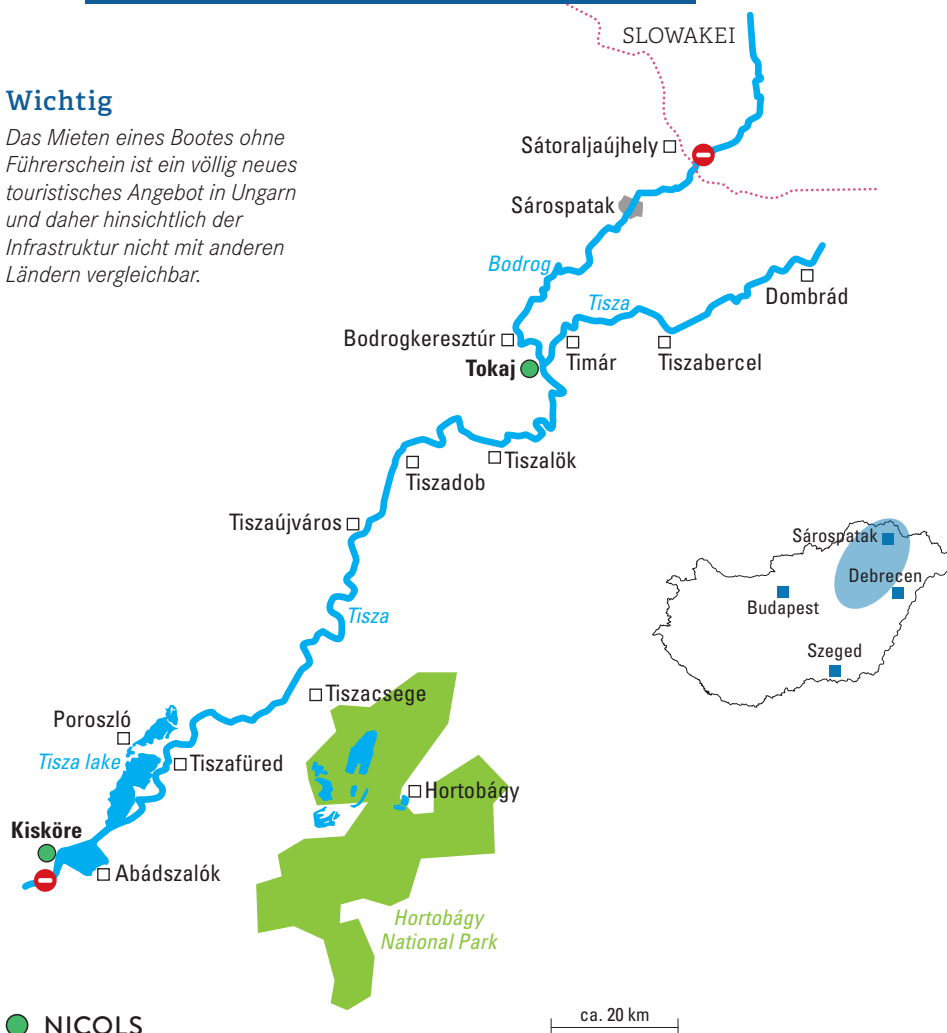 SLOWAKEI
Wichtig
Das Mieten eines Bootes ohne
Führerschein ist ein völlig neues
touristisches Angebot in Ungarn
und daher hinsichtlich der
Infrastruktur nicht mit anderen
Ländern vergleichbar.
Sátoraljaújhely
Sárospatak
Bodrog
Dombrád
Tisza
Bodrogkeresztúr
Timár
Tiszabercel
Tokaj
Tiszalök
Tiszadob
Tiszaújváros
Sárospatak
Debrecen
Budapest
Tisza
Szeged
Tiszacsege
Poroszló
Tisza lake
Tiszafüred
Hortobágy
Kisköre
Abádszalók
Hortobágy
National Park
NICOLS
ca. 20 km